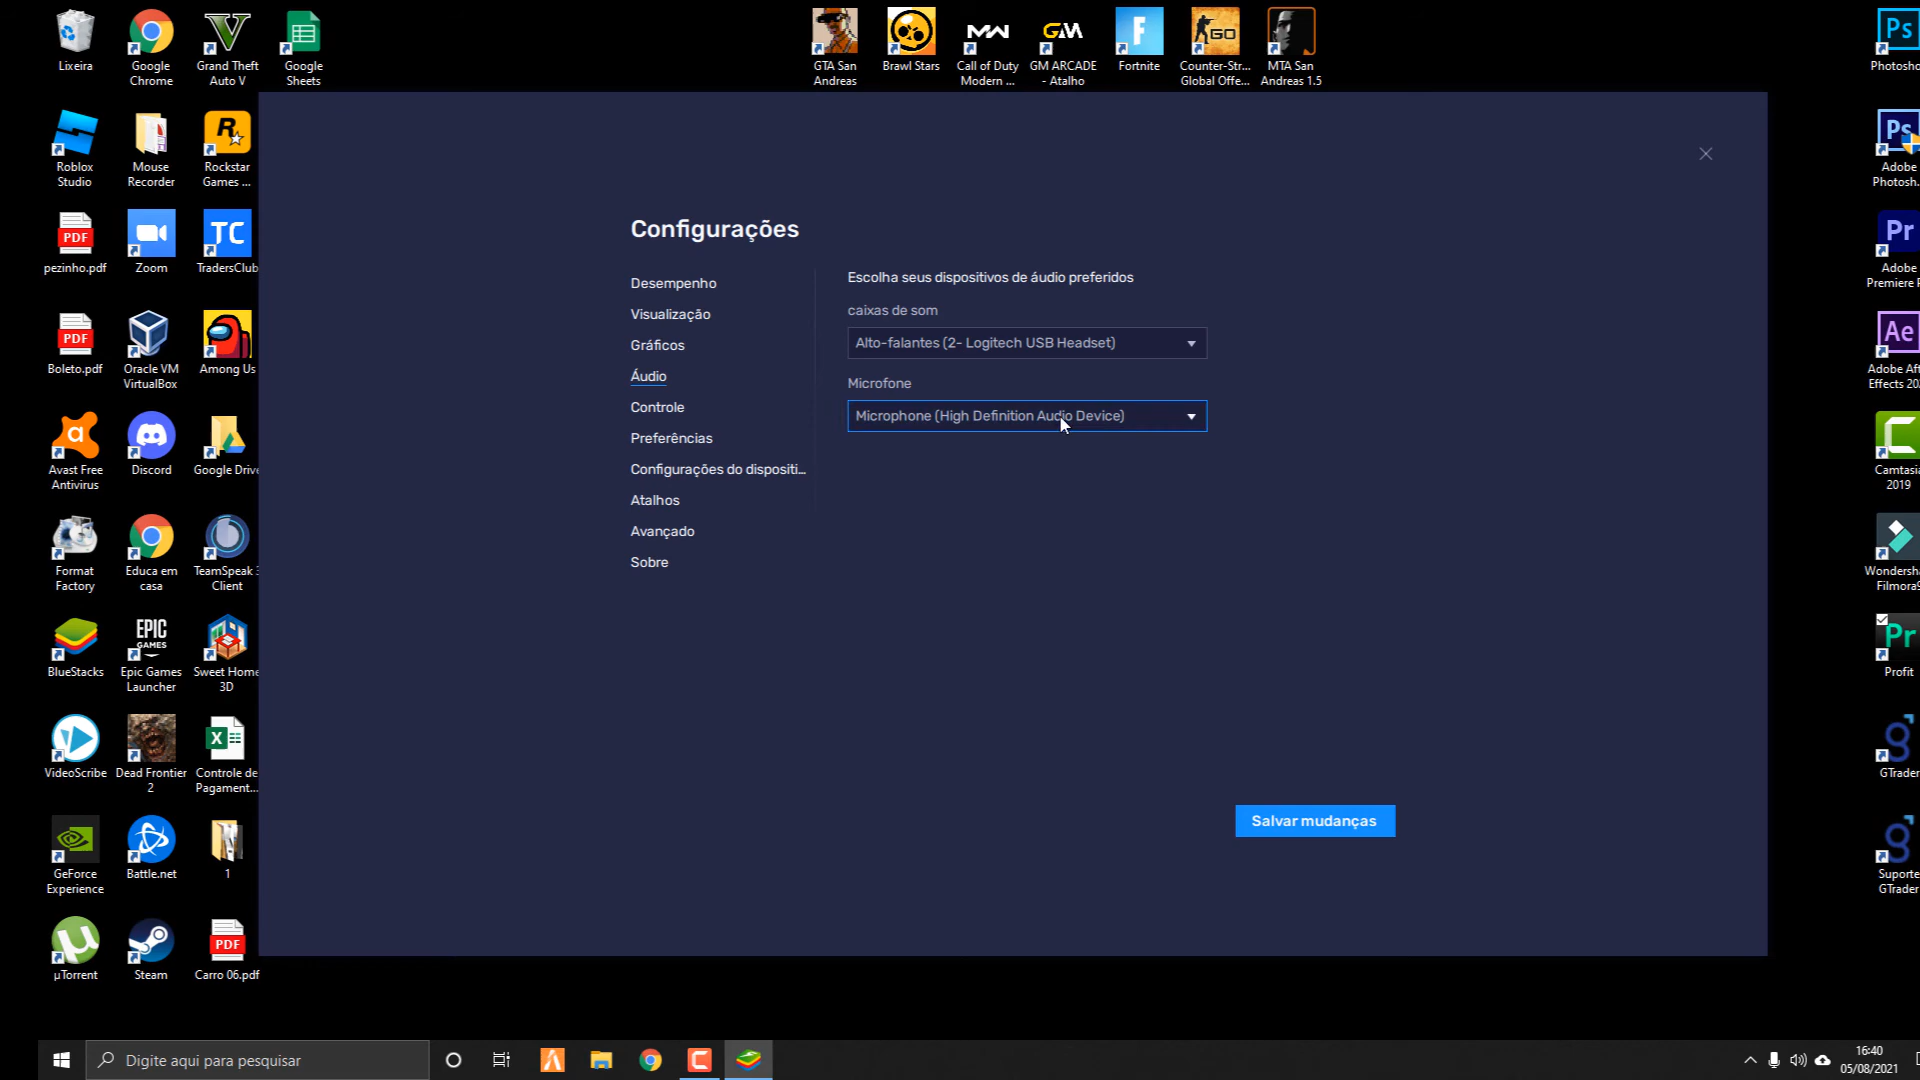 Lixeira
Google
Chrome
Grand Theft
Auto V
Google
Sheets
GTA San
Andreas
Brawl Stars
Call of Duty
Modern ...
GM ARCADE
- Atalho
Fortnite
Counter-Str...
Global Offe...
MTA San
Andreas 1.5
Roblox
Studio
Mouse
Recorder
Rockstar
Games ...
pezinho.pdf
Zoom
TradersClub
Boleto.pdf
Oracle VM
VirtualBox
Among Us
Avast Free
Antivirus
Discord
Google Drive
Format
Factory
Educa em
casa
TeamSpeak 3
Client
BlueStacks
Epic Games
Launcher
Sweet Home
3D
VideoScribe
Dead Frontier
2
Controle de
Pagament...
GeForce
Experience
Battle.net
1
µTorrent
Steam
Carro 06.pdf
Configurações
Desempenho
Visualização
Gráficos
Áudio
Controle
Preferências
Configurações do dispositi...
Atalhos
Avançado
Sobre
Escolha seus dispositivos de áudio preferidos
caixas de som
Alto-falantes (2- Logitech USB Headset)
Microfone
Microphone (High Definition Audio Device)
Salvar mudanças
Photosho
Adobe
Photosh..
Adobe
Premiere P
Adobe Aft
Effects 20
Camtasia
2019
Wondersha
Filmora9
Profit
GTrader
Suporte
GTrader
Digite aqui para pesquisar
16:40
05/08/2021